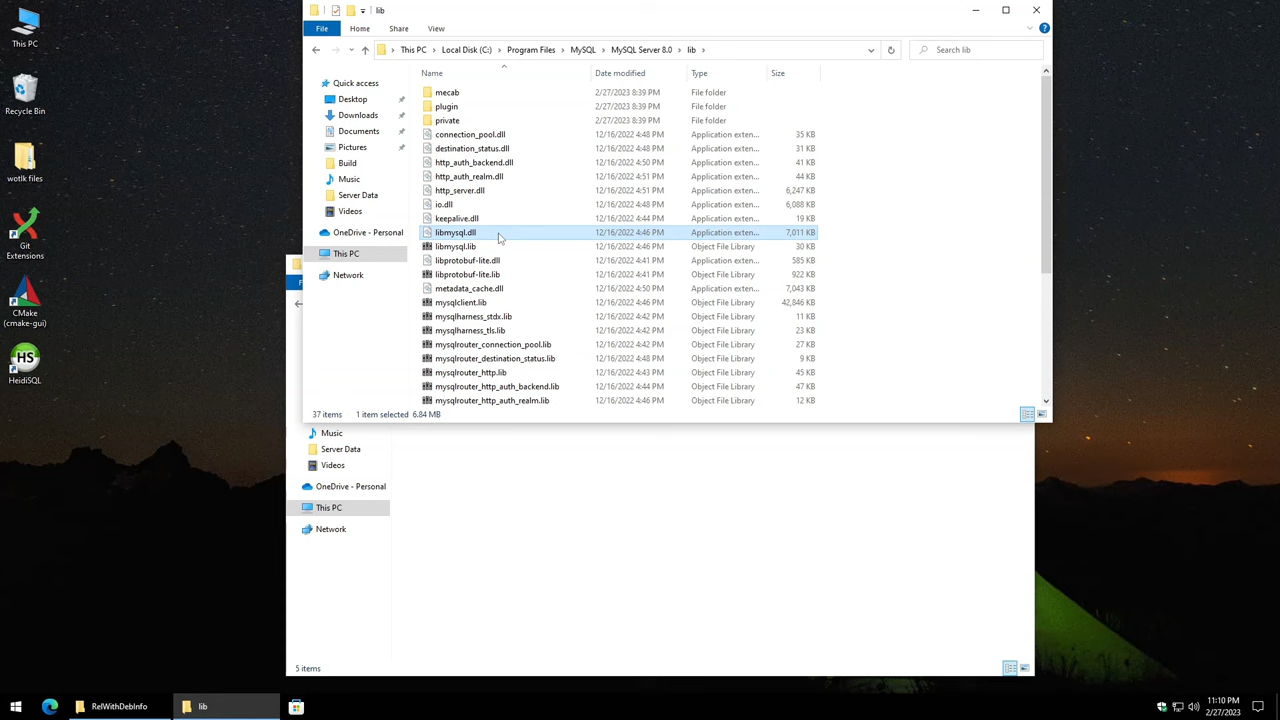 lib
File
Home
Share
View
This PC
Local Disk (C:)
Program Files
MySQL
MySQL Server 8.0
lib
Search lib
Name
Date modified
Type
Size
Quick access
Desktop
Downloads
Documents
Pictures
Build
Music
Server Data
Videos
OneDrive - Personal
This PC
Network
mecab 2/27/2023 8:39 PM File folder
plugin 2/27/2023 8:39 PM File folder
private 2/27/2023 8:39 PM File folder
connection_pool.dll 12/16/2022 4:48 PM Application exten... 35 KB
destination_status.dll 12/16/2022 4:48 PM Application exten... 31 KB
http_auth_backend.dll 12/16/2022 4:50 PM Application exten... 41 KB
http_auth_realm.dll 12/16/2022 4:51 PM Application exten... 44 KB
http_server.dll 12/16/2022 4:51 PM Application exten... 6,247 KB
io.dll 12/16/2022 4:48 PM Application exten... 6,088 KB
keepalive.dll 12/16/2022 4:44 PM Application exten... 19 KB
libmysql.dll 12/16/2022 4:46 PM Application exten... 7,011 KB
libmysql.lib 12/16/2022 4:46 PM Object File Library 30 KB
libprotobuf-lite.dll 12/16/2022 4:41 PM Application exten... 585 KB
libprotobuf-lite.lib 12/16/2022 4:41 PM Object File Library 922 KB
metadata_cache.dll 12/16/2022 4:50 PM Application exten... 7,043 KB
mysqlclient.lib 12/16/2022 4:46 PM Object File Library 42,846 KB
mysqlharness_stdx.lib 12/16/2022 4:42 PM Object File Library 11 KB
mysqlharness_tls.lib 12/16/2022 4:42 PM Object File Library 23 KB
mysqlrouter_connection_pool.lib 12/16/2022 4:42 PM Object File Library 27 KB
mysqlrouter_destination_status.lib 12/16/2022 4:48 PM Object File Library 9 KB
mysqlrouter_http.lib 12/16/2022 4:43 PM Object File Library 45 KB
mysqlrouter_http_auth_backend.lib 12/16/2022 4:44 PM Object File Library 47 KB
mysqlrouter_http_auth_realm.lib 12/16/2022 4:46 PM Object File Library 12 KB
37 items
1 item selected 6.84 MB
Music
Server Data
Videos
OneDrive - Personal
This PC
Network
5 items
This PC
Recycle Bin
wotlk files
Git
Extensions
CMake
(cmake-gui)
HS
HeidiSQL
RelWithDebInfo
lib
11:10 PM
2/27/2023